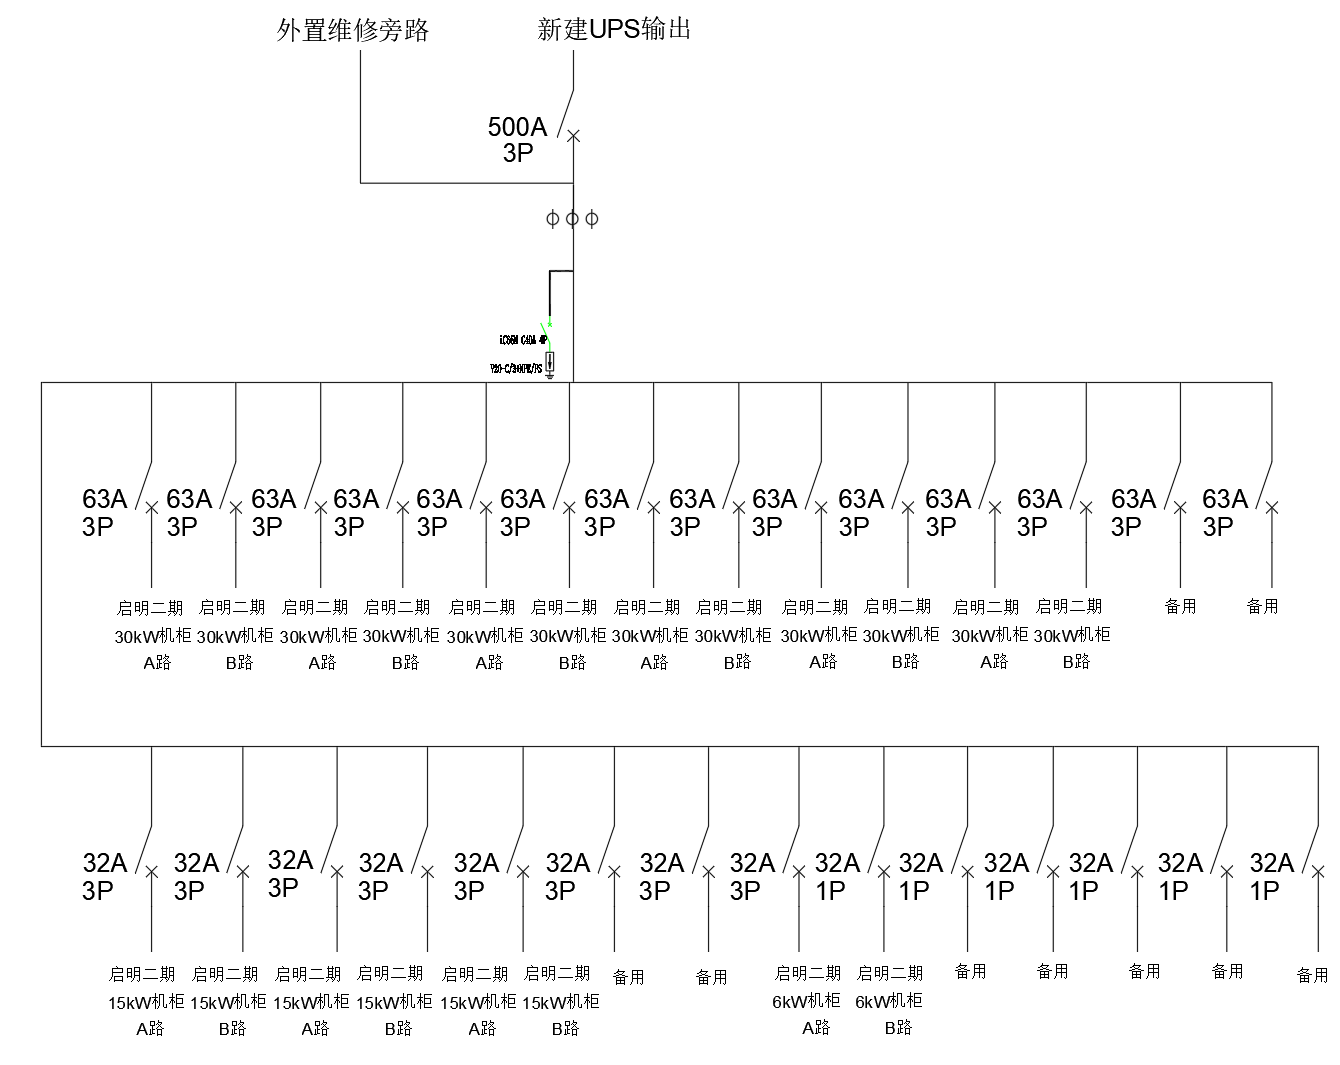 外置维修旁路
新建UPS输出
500A
3P
iC65N C40A 4P
63A 63A 63A 63A 63A 63A 63A 63A 63A 63A 63A 63A 63A 63A
3P 3P 3P 3P 3P 3P 3P 3P 3P 3P 3P 3P 3P 3P
启明二期 启明二期 启明二期 启明二期 启明二期 启明二期 启明二期 启明二期 启明二期 启明二期 启明二期 启明二期 备用 备用
30kW机柜 30kW机柜 30kW机柜 30kW机柜 30kW机柜 30kW机柜 30kW机柜 30kW机柜 30kW机柜 30kW机柜 30kW机柜 30kW机柜
A路 B路 A路 B路 A路 B路 A路 B路 A路 B路 A路 B路
32A 32A 32A 32A 32A 32A 32A 32A 32A 32A 32A 32A 32A 32A
3P 3P 3P 3P 3P 3P 3P 3P 1P 1P 1P 1P 1P 1P
启明二期 启明二期 启明二期 启明二期 启明二期 启明二期 备用 备用 启明二期 启明二期 备用 备用 备用 备用 备用
15kW机柜 15kW机柜 15kW机柜 15kW机柜 15kW机柜 15kW机柜 6kW机柜 6kW机柜
A路 B路 A路 B路 A路 B路 A路 B路